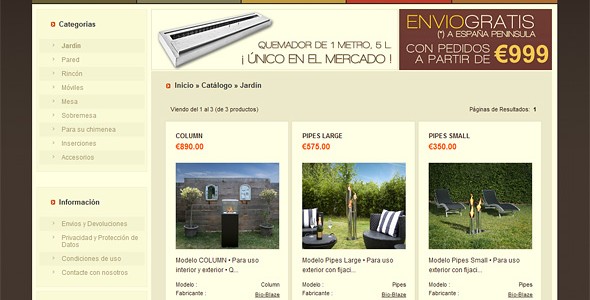 Categorias
Jardin
Pared
Rincón
Móviles
Mesa
Sobremesa
Para su chimenea
Inserciones
Accesorios
Información
Envíos y Devoluciones
Privacidad y Protección de
Datos
Condiciones de uso
Contacte con nosotros
QUEMADOR DE 1 METRO, 5 L.
¡ ÚNICO EN EL MERCADO !
ENVIOGRATIS
(*) A ESPAÑA PENINSULA
CON PEDIDOS
A PARTIR DE €999
Inicio » Catálogo » Jardin
Viendo del 1 al 3 (de 3 productos)
Páginas de Resultados: 1
COLUMN
€890.00
Modelo COLUMN • Para uso
interior y exterior • Q...
Modelo : Column
Fabricante : Bio-Blaze
PIPES LARGE
€575.00
Modelo Pipes Large • Para uso
exterior con fijaci...
Modelo : Pipes
Fabricante : Bio-Blaze
PIPES SMALL
€350.00
Modelo Pipes Small • Para uso
exterior con fijaci...
Modelo : Pipes
Fabricante : Bio-Blaze